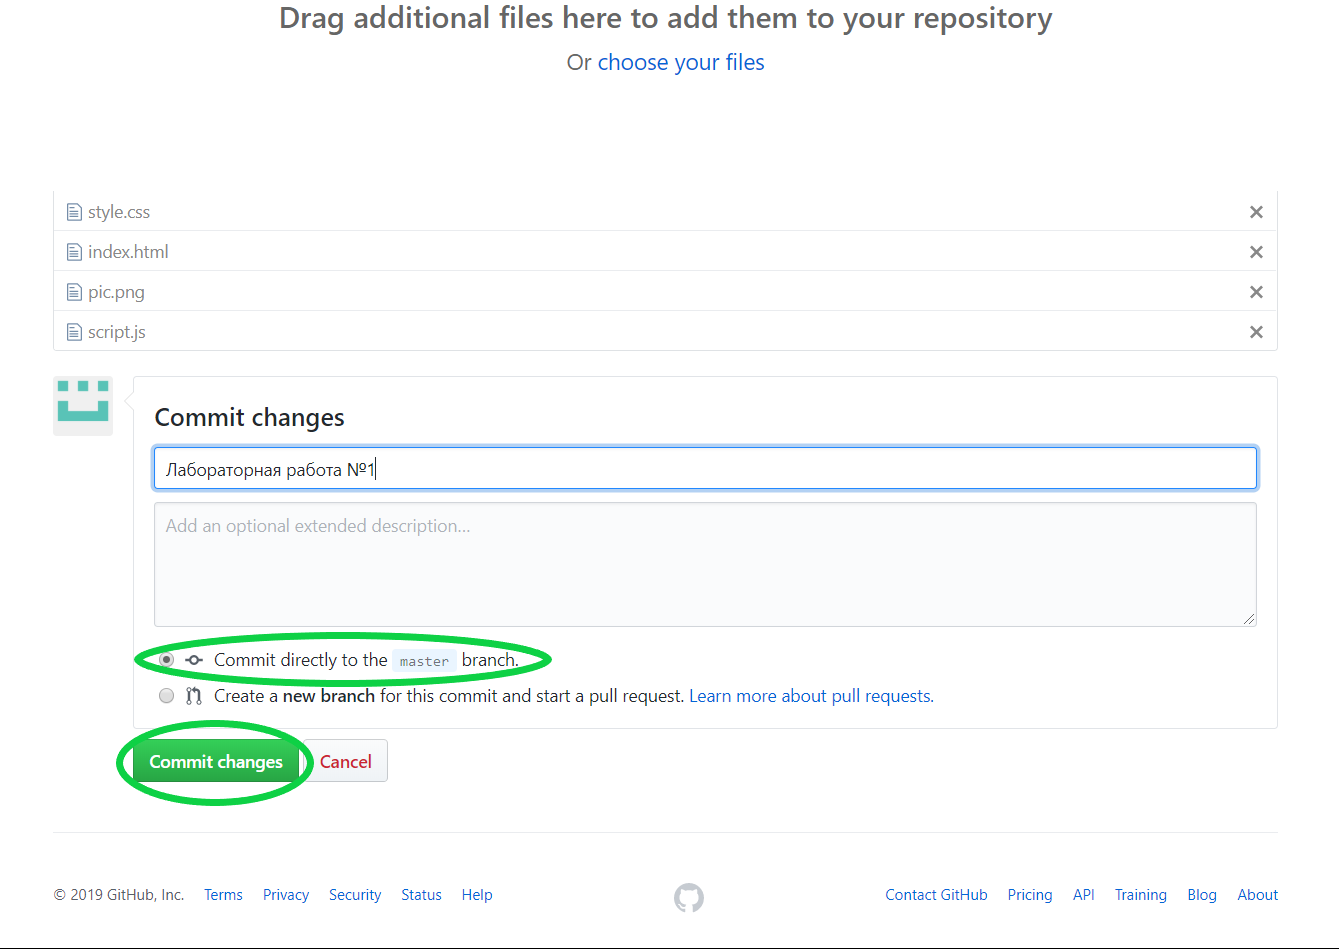 Drag additional files here to add them to your repository
Or choose your files
style.css
index.html
pic.png
script.js
Commit changes
Лабораторная работа №1
Add an optional extended description...
Commit directly to the master branch.
Create a new branch for this commit and start a pull request. Learn more about pull requests.
Commit changes Cancel
© 2019 GitHub, Inc. Terms Privacy Security Status Help Contact GitHub Pricing API Training Blog About